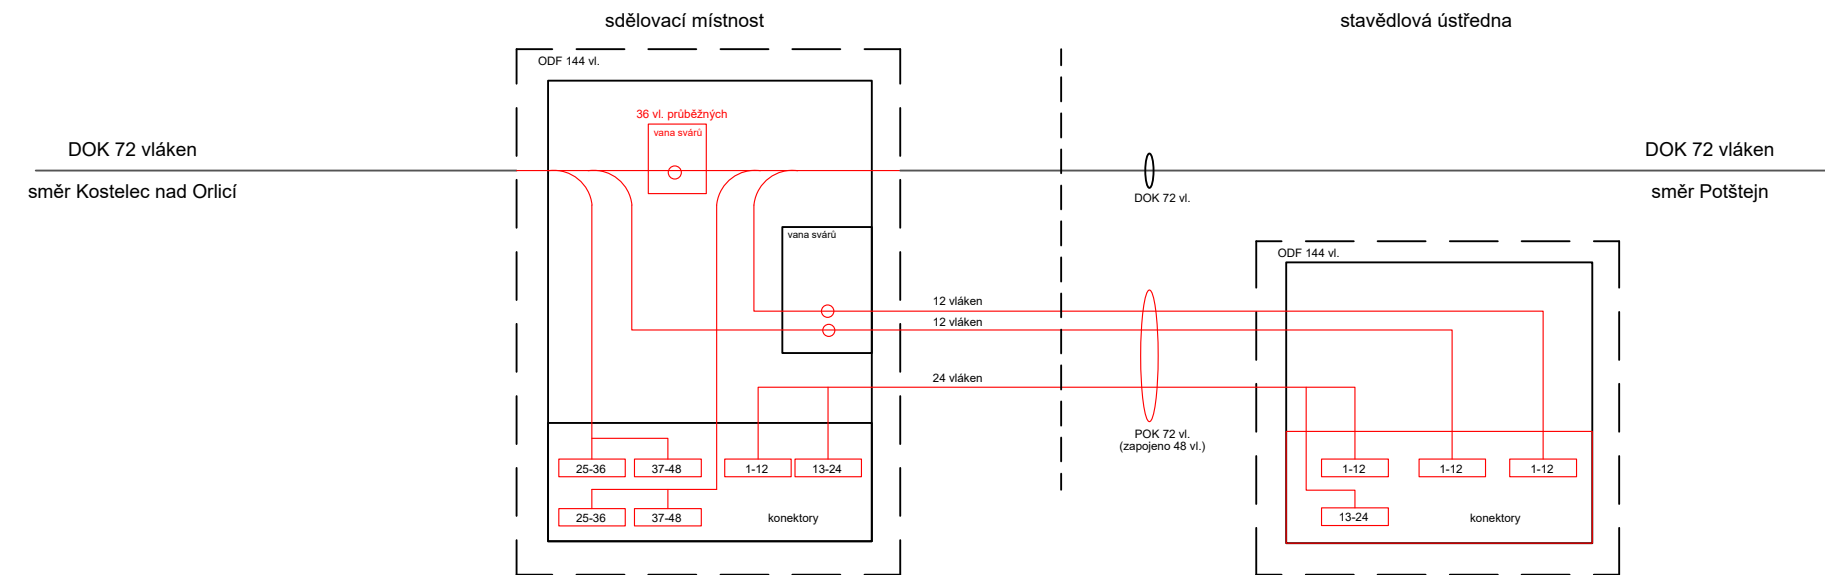 sdělovací místnost
stavědlová ústředna
ODF 144 vl.
36 vl. průběžných
vana svárů
DOK 72 vláken
směr Kostelec nad Orlicí
DOK 72 vláken
směr Potštejn
DOK 72 vl.
vana svárů
ODF 144 vl.
12 vláken
12 vláken
24 vláken
POK 72 vl.
(zapojeno 48 vl.)
25-36
37-48
1-12
13-24
25-36
37-48
konektory
1-12
1-12
1-12
13-24
konektory